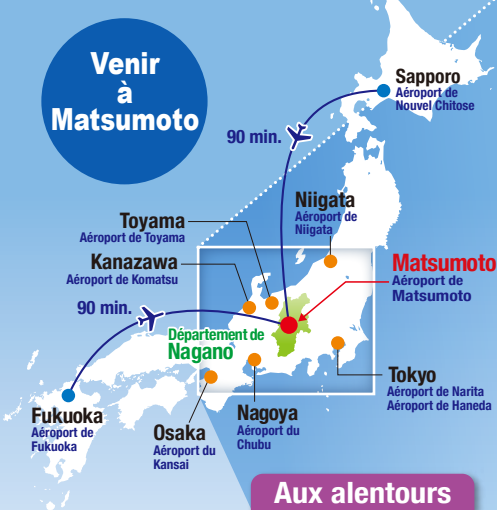 Venir
à
Matsumoto
Sapporo
Aéroport de
Nouvel Chitose
90 min.
Niigata
Aéroport de
Niigata
Toyama
Aéroport de Toyama
Kanazawa
Aéroport de Komatsu
Matsumoto
Aéroport de
Matsumoto
90 min.
Département de
Nagano
Tokyo
Aéroport de Narita
Aéroport de Haneda
Fukuoka
Aéroport de
Fukuoka
Osaka
Aéroport du
Kansai
Nagoya
Aéroport du
Chubu
Aux alentours